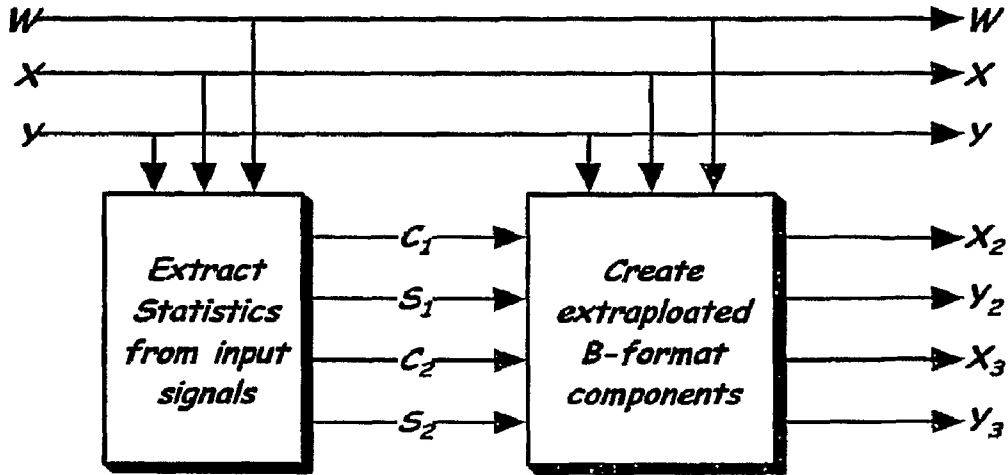 W W
X X
Y Y
Extract
Statistics
from input
signals
C₁
S₁
C₂
S₂
Create
extraploated
B-format
components
X₂
Y₂
X₃
Y₃